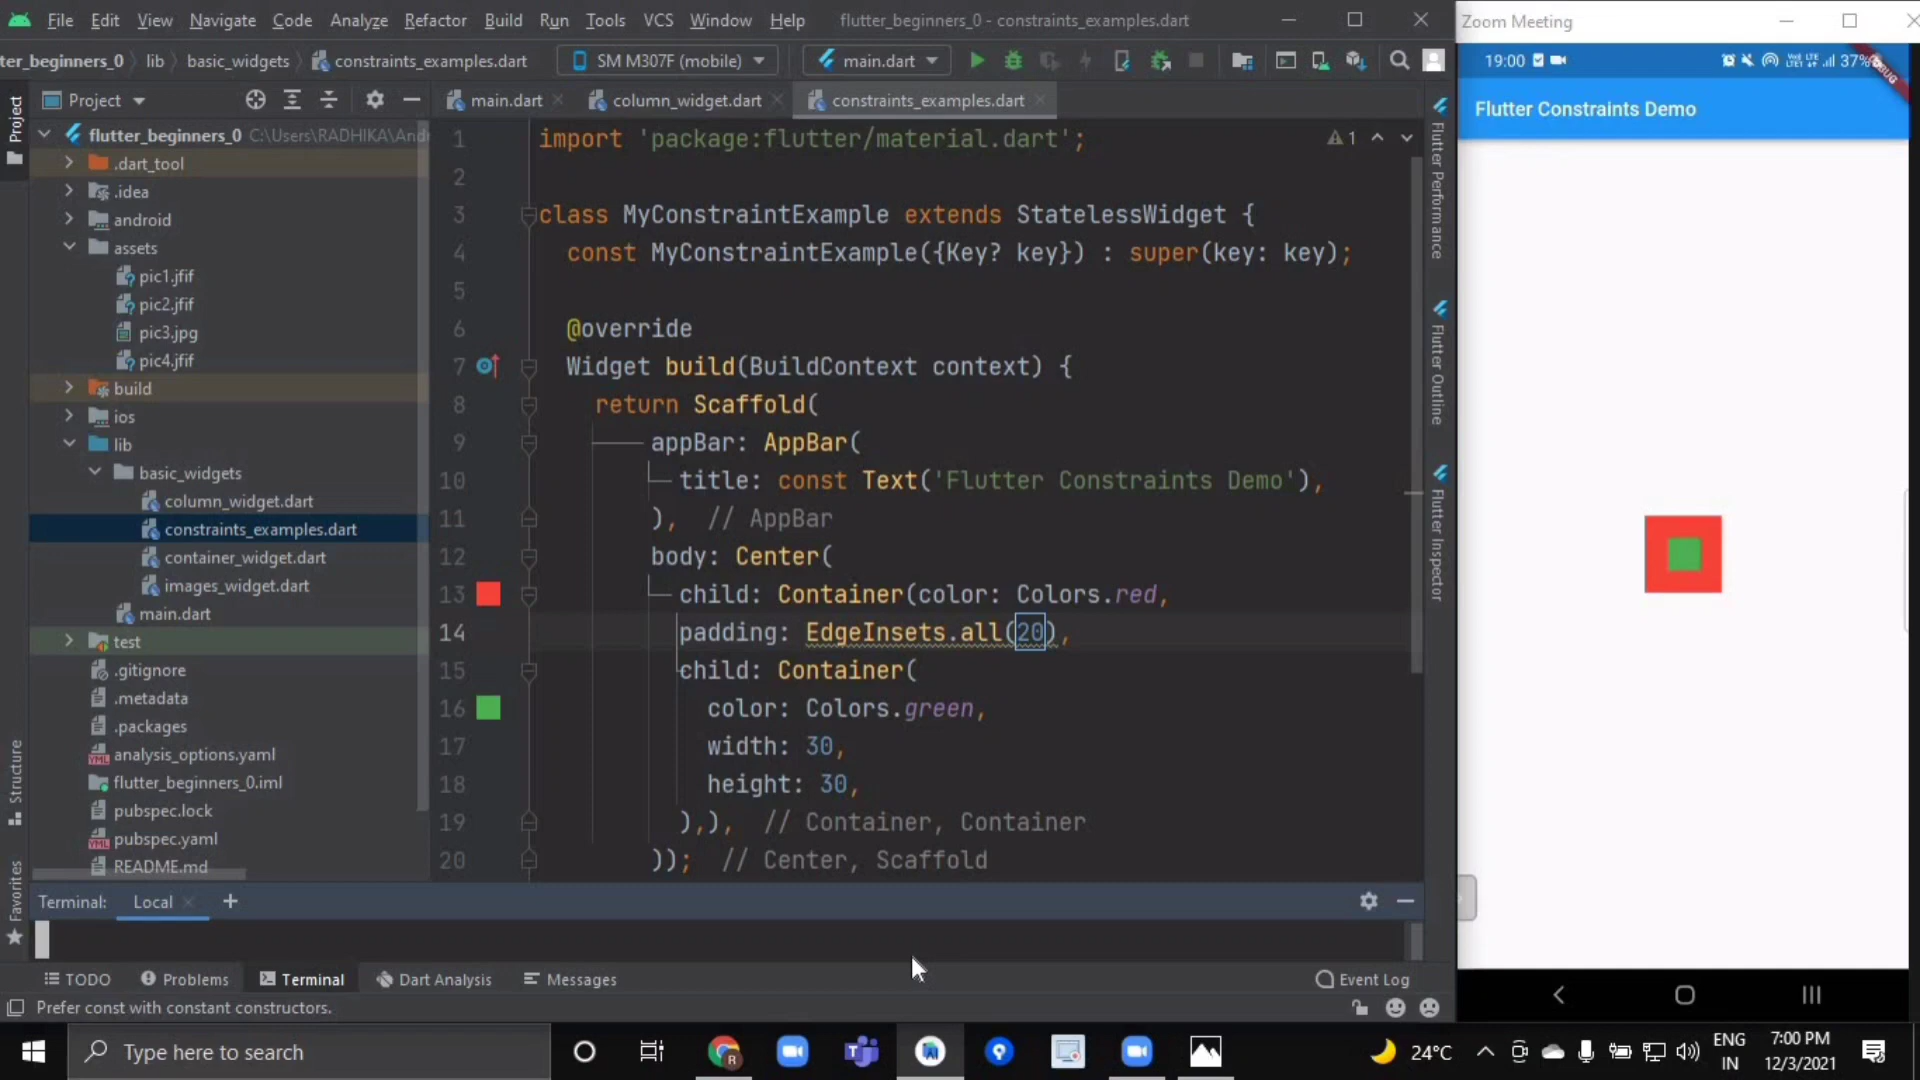 File Edit View Navigate Code Analyze Refactor Build Run Tools VCS Window Help flutter_beginners_0 - constraints_examples.dart
ter_beginners_0 lib basic_widgets constraints_examples.dart SM M307F (mobile) main.dart
Project
main.dart column_widget.dart constraints_examples.dart
Project
Structure
Favorites
flutter_beginners_0 C:\Users\RADHIKA\And
.dart_tool
.idea
android
assets
pic1.jfif
pic2.jfif
pic3.jpg
pic4.jfif
build
ios
lib
basic_widgets
column_widget.dart
constraints_examples.dart
container_widget.dart
images_widget.dart
main.dart
test
.gitignore
.metadata
.packages
analysis_options.yaml
flutter_beginners_0.iml
pubspec.lock
pubspec.yaml
README.md
1 import 'package:flutter/material.dart';
2
3 class MyConstraintExample extends StatelessWidget {
4 const MyConstraintExample({Key? key}) : super(key: key);
5
6 @override
7 Widget build(BuildContext context) {
8 return Scaffold(
9 appBar: AppBar(
10 title: const Text('Flutter Constraints Demo'),
11 ), // AppBar
12 body: Center(
13 child: Container(color: Colors.red,
14 padding: EdgeInsets.all(20),
15 child: Container(
16 color: Colors.green,
17 width: 30,
18 height: 30,
19 ),), // Container, Container
20 )); // Center, Scaffold
1
Flutter Performance
Flutter Outline
Flutter Inspector
Terminal: Local
TODO Problems Terminal Dart Analysis Messages Event Log
Prefer const with constant constructors.
Zoom Meeting
19:00 37%
DEBUG
Flutter Constraints Demo
Type here to search
24°C
ENG
IN
7:00 PM
12/3/2021